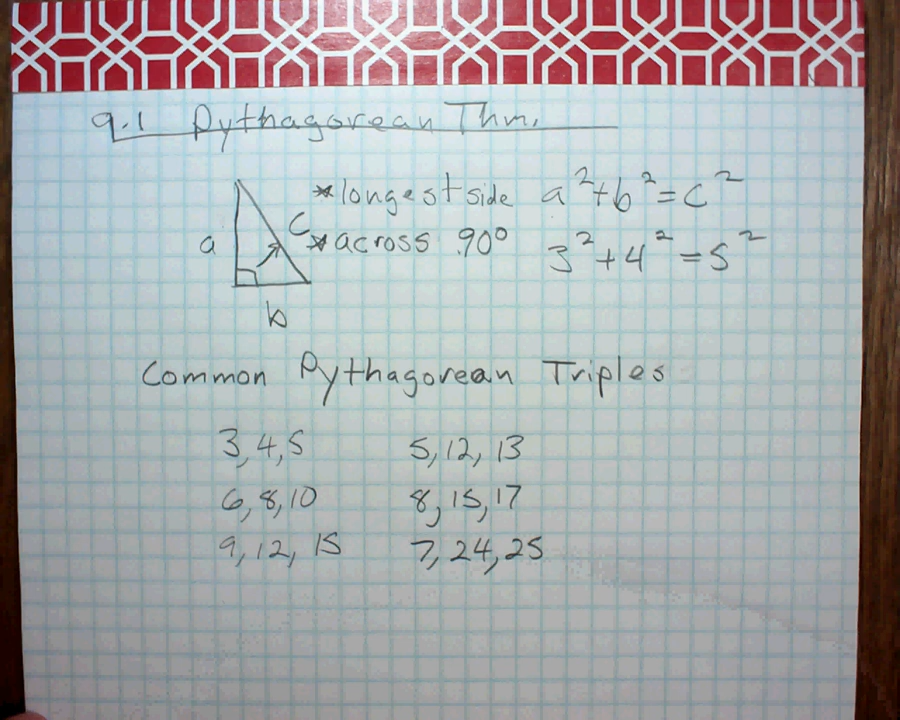 9.1 Pythagorean Thm.
*longest side a²+b²=c²
a c *across 90° 3²+4²=5²
b
Common Pythagorean Triples
3,4,5 5,12,13
6,8,10 8,15,17
9,12,15 7,24,25